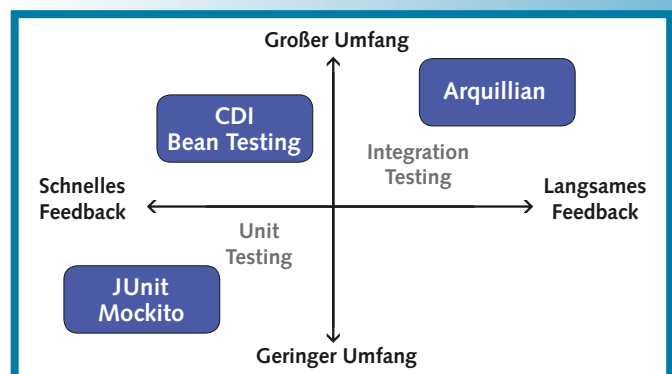 Großer Umfang
Arquillian
CDI
Bean Testing
Integration
Testing
Schnelles
Feedback
Langsames
Feedback
Unit
Testing
JUnit
Mockito
Geringer Umfang